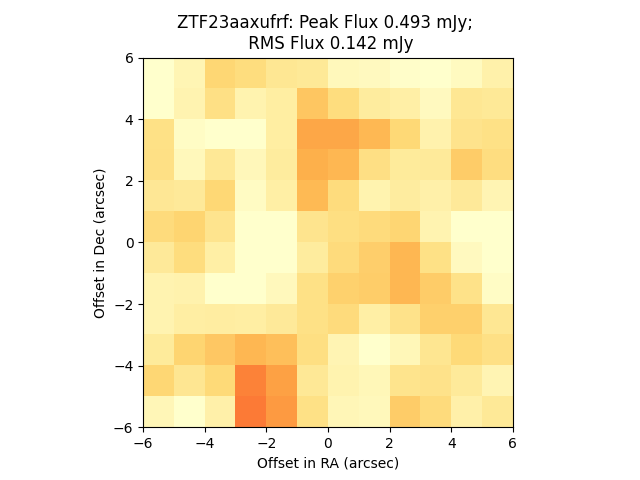 ZTF23aaxufrf: Peak Flux 0.493 mJy;
RMS Flux 0.142 mJy
6
4
2
0
−2
−4
−6
Offset in Dec (arcsec)
−6 −4 −2 0 2 4 6
Offset in RA (arcsec)